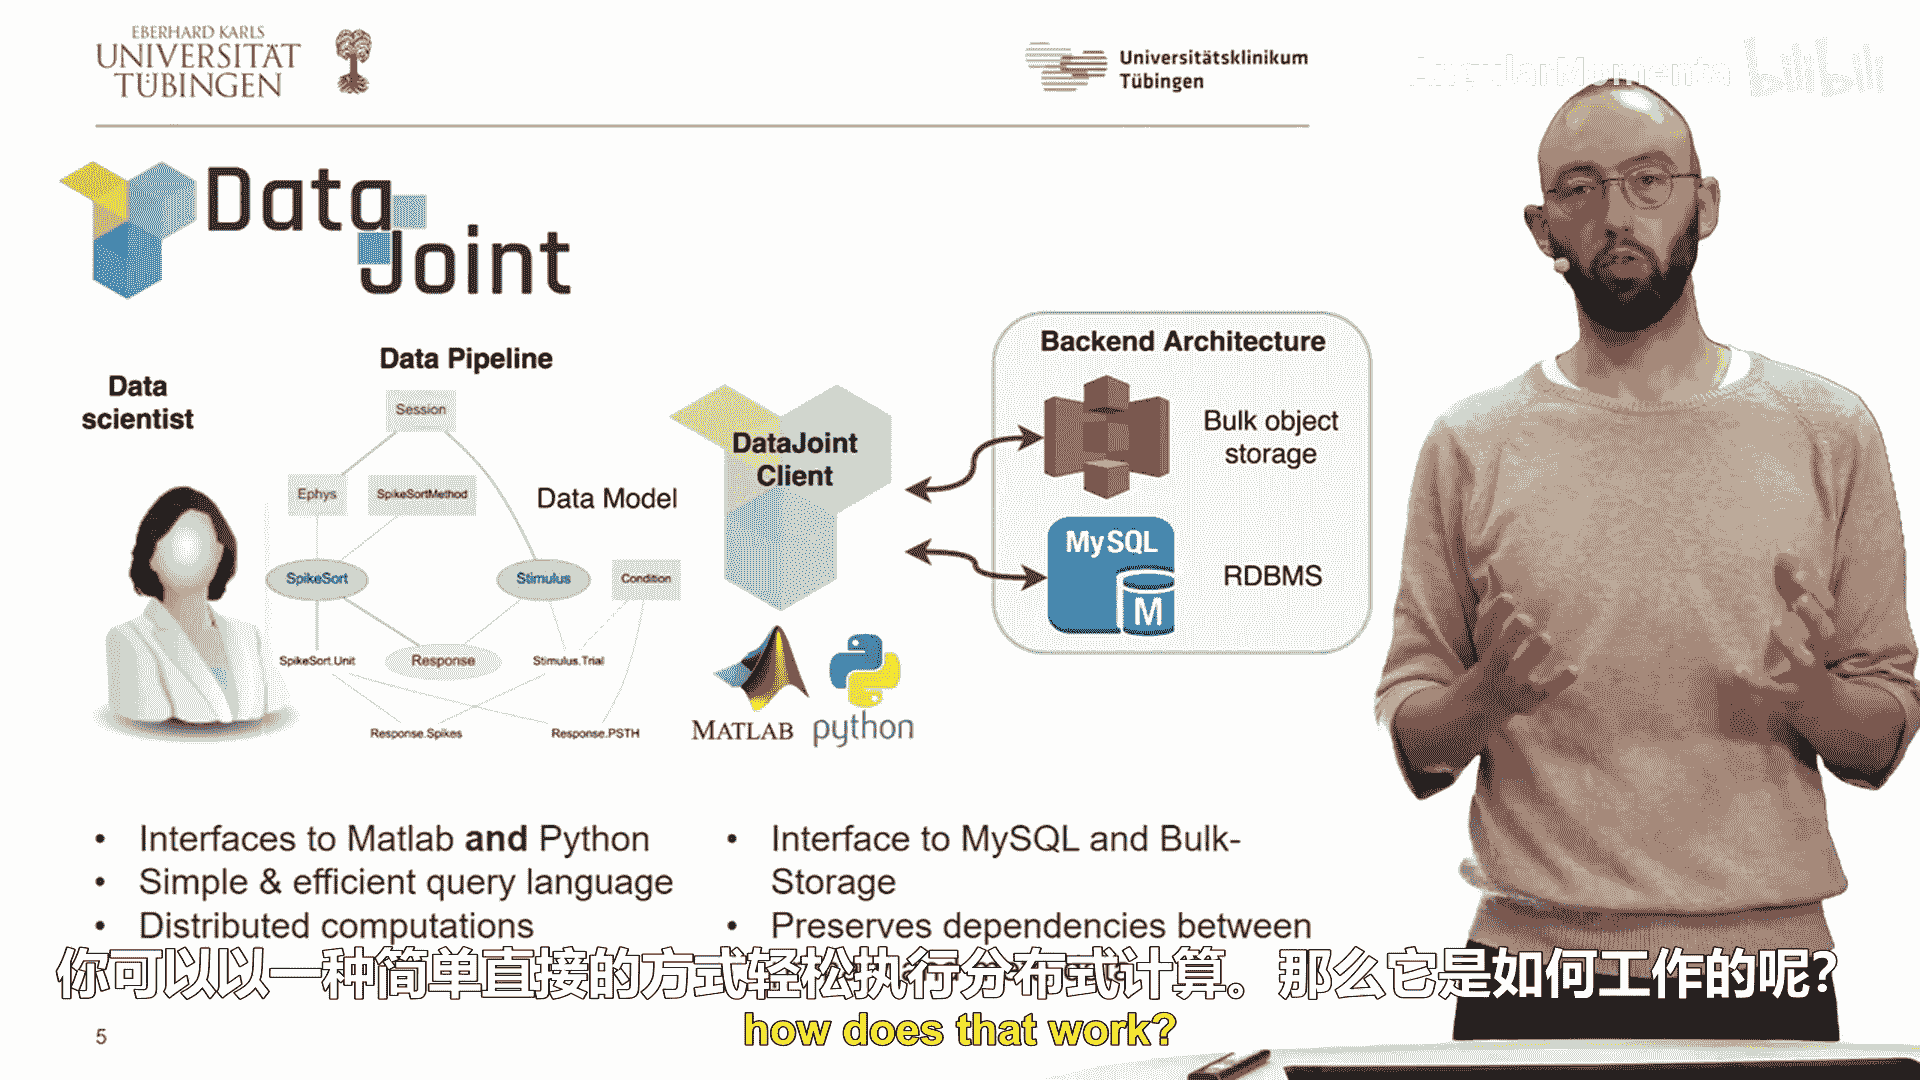 EBERHARD KARLS
UNIVERSITÄT
TÜBINGEN
Universitätsklinikum
Tübingen
AngularMomenta bilibili
Data
Joint
Data Pipeline
Data
scientist
Session
Ephys
SpikeSortMethod
Data Model
SpikeSort
Stimulus
Condition
SpikeSort.Unit
Response
Stimulus.Trial
Response.Spikes
Response.PSTH
DataJoint
Client
MATLAB
python
Backend Architecture
Bulk object
storage
MySQL
M
RDBMS
• Interfaces to Matlab and Python
• Simple & efficient query language
• Distributed computations
• Interface to MySQL and Bulk-
Storage
• Preserves dependencies between
你可以以一种简单直接的方式轻松执行分布式计算。那么它是如何工作的呢?
how does that work?
5